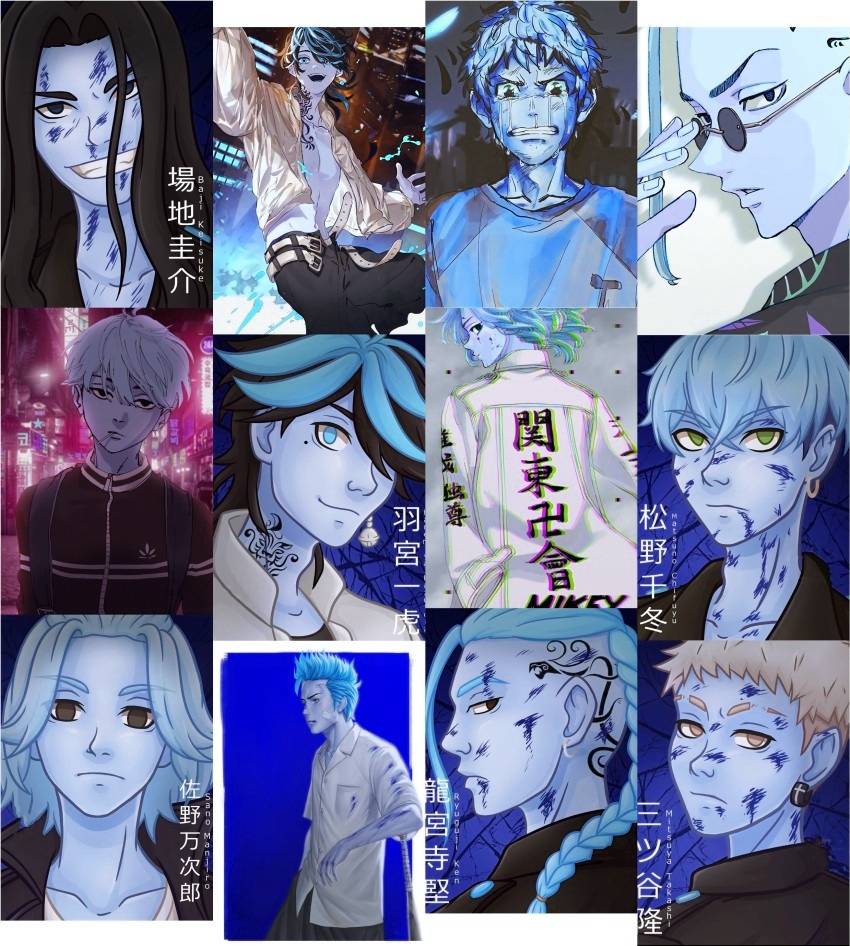 場地圭介
Baji Keisuke
羽宮一虎
関東卍會
MIKEY
松野千冬
Matsuno Chifuyu
佐野万次郎
Sano Manjiro
龍宮寺堅
Ryuguji Ken
三ツ谷隆
Mitsuya Takashi